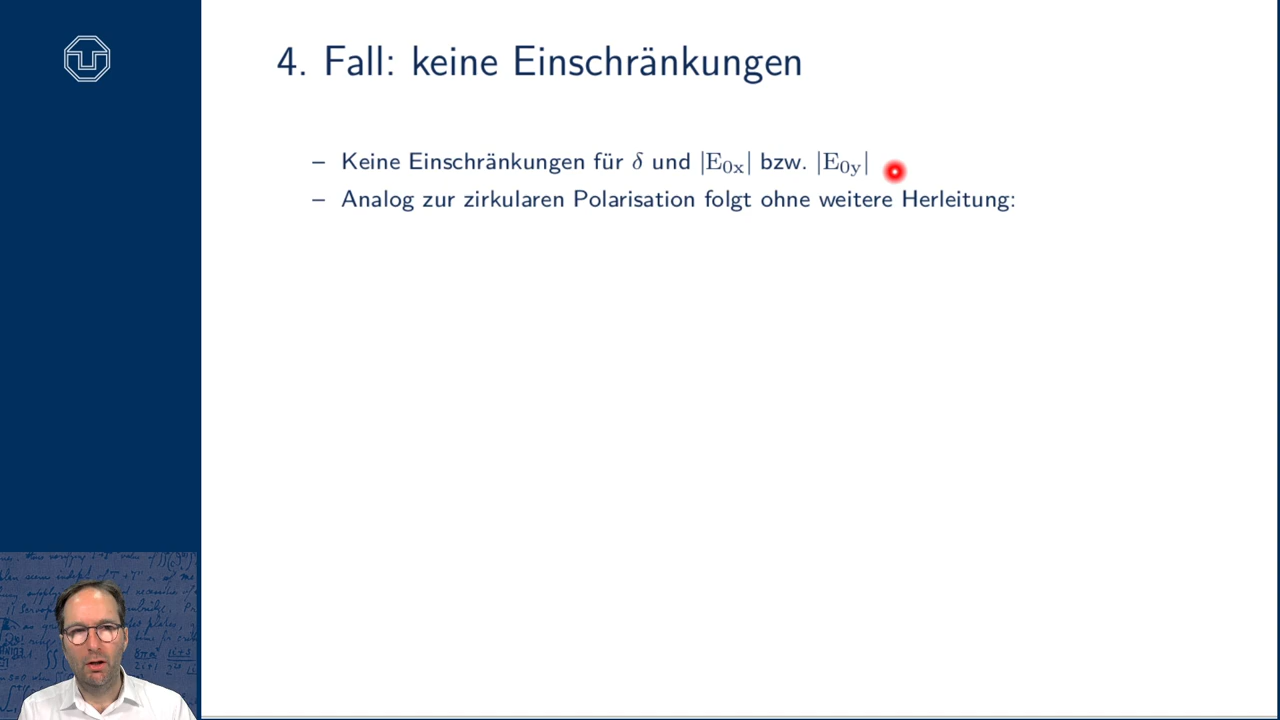 4. Fall: keine Einschränkungen
– Keine Einschränkungen für δ und |E₀ₓ| bzw. |E₀y|
– Analog zur zirkularen Polarisation folgt ohne weitere Herleitung: